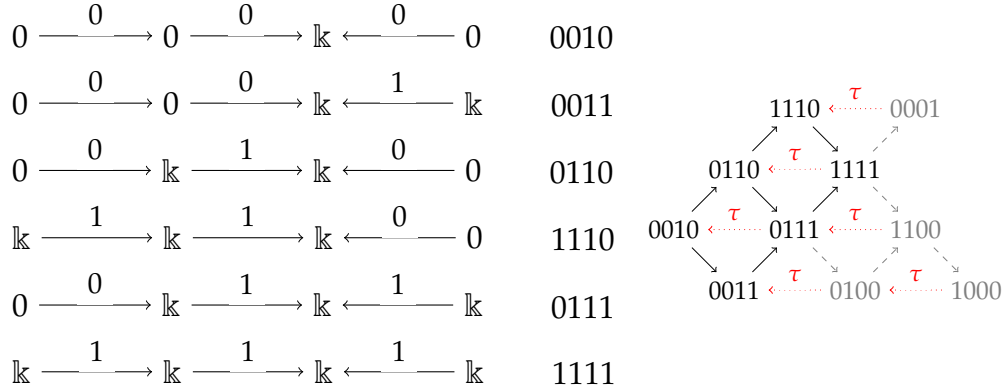 0 0 0
0 0 𝕜 0 0010
0 0 1
0 0 𝕜 𝕜 0011
0 1 0
0 𝕜 𝕜 0 0110
1 1 0
𝕜 𝕜 𝕜 0 1110
0 1 1
0 𝕜 𝕜 𝕜 0111
1 1 1
𝕜 𝕜 𝕜 𝕜 1111
τ
1110 0001
τ
0110 1111
τ τ
0010 0111 1100
τ τ
0011 0100 1000